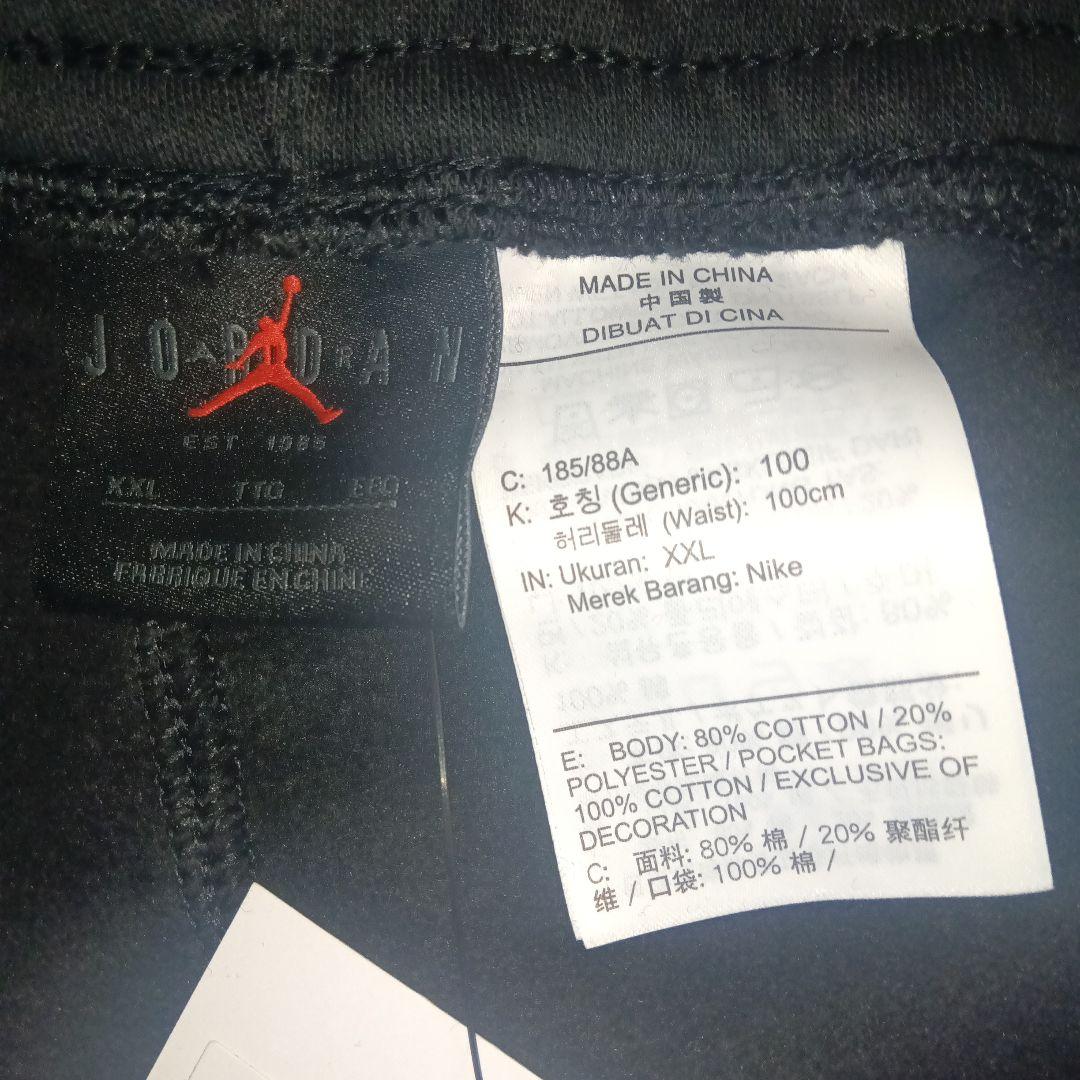 JORDAN
EST 1985
XXL TTG EEG
MADE IN CHINA
FABRIQUE EN CHINE
MADE IN CHINA
中国製
DIBUAT DI CINA
C: 185/88A
K: 호칭 (Generic): 100
허리둘레 (Waist): 100cm
IN: Ukuran: XXL
Merek Barang: Nike
E: BODY: 80% COTTON / 20%
POLYESTER / POCKET BAGS:
100% COTTON / EXCLUSIVE OF
DECORATION
C: 面料: 80% 棉 / 20% 聚酯纤
维 / 口袋: 100% 棉 /